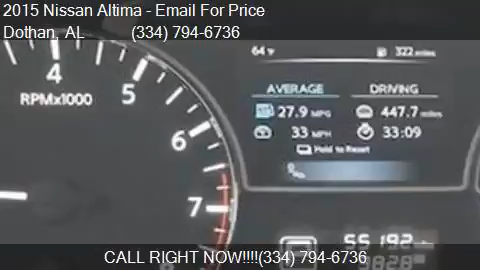 2015 Nissan Altima - Email For Price
Dothan, AL (334) 794-6736
64 °F 322 miles
4
5
RPMx1000
AVERAGE DRIVING
27.9 MPG 447.7 miles
33 MPH 33:09
6
Hold to Reset
7
55192
CALL RIGHT NOW!!!!(334) 794-6736